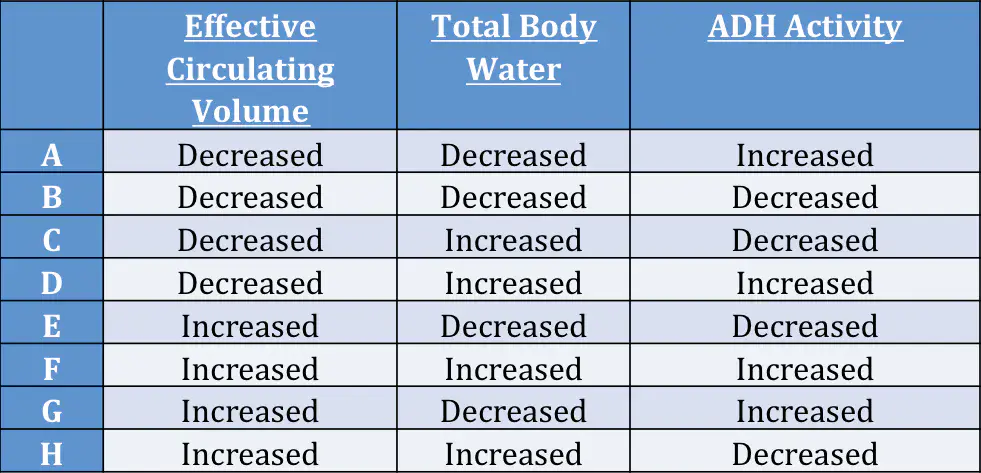 Effective Circulating Volume Total Body Water ADH Activity
A Decreased Decreased Increased
B Decreased Decreased Decreased
C Decreased Increased Decreased
D Decreased Increased Increased
E Increased Decreased Decreased
F Increased Increased Increased
G Increased Decreased Increased
H Increased Increased Decreased